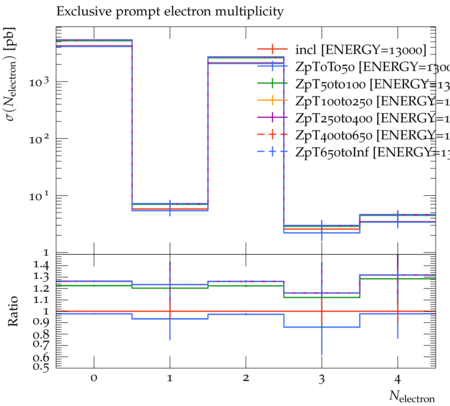 Exclusive prompt electron multiplicity
σ(N_electron) [pb]
10³
10¹
incl [ENERGY=13000]
ZpT0To50 [ENERGY=1300
ZpT50to100 [ENERGY=13
ZpT100to250 [ENERGY=1
ZpT250to400 [ENERGY=1
ZpT400to650 [ENERGY=1
ZpT650toInf [ENERGY=13
1
Ratio
1.4
1.3
1.2
1.1
1
0.9
0.8
0.7
0.6
0.5
0 1 2 3 4
N_electron